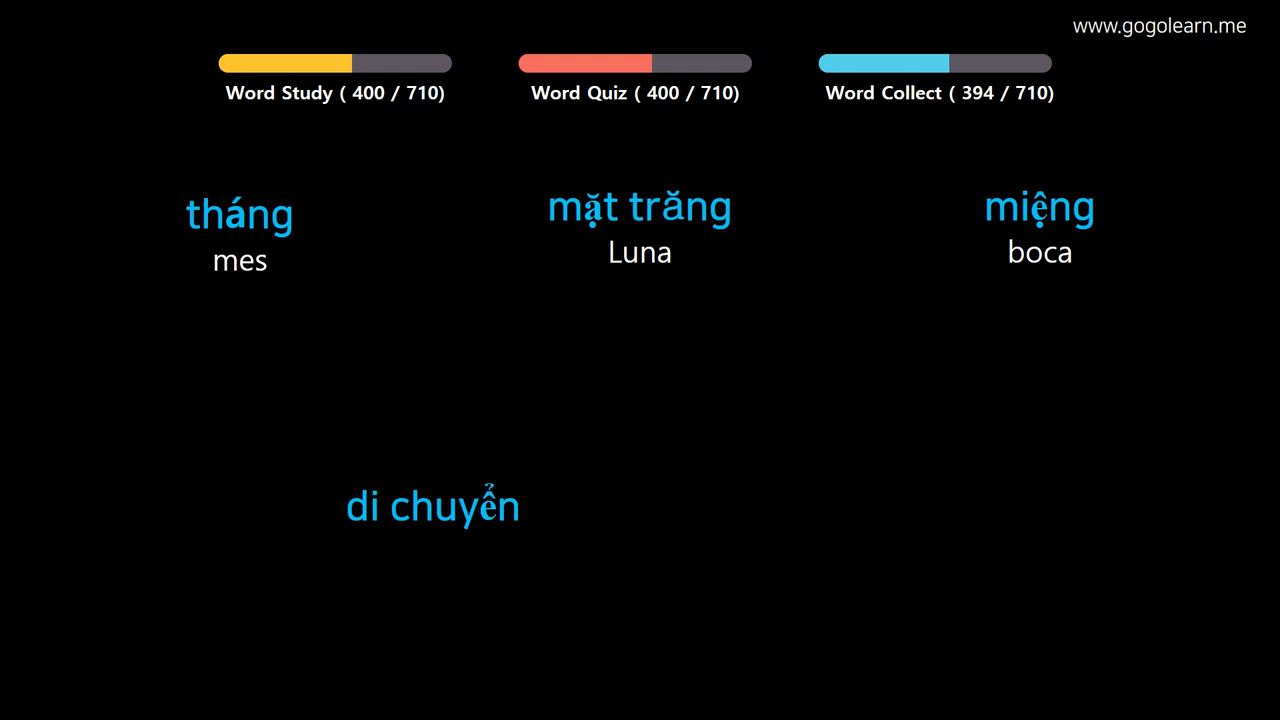 www.gogolearn.me
Word Study ( 400 / 710)
Word Quiz ( 400 / 710)
Word Collect ( 394 / 710)
tháng
mes
mặt trăng
Luna
miệng
boca
di chuyển